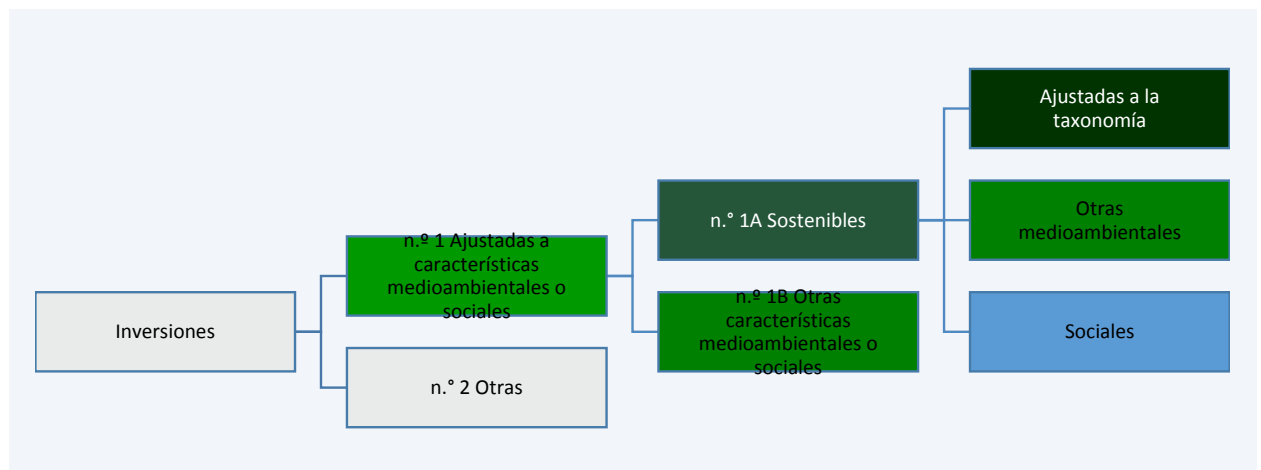 Inversiones
n.º 1 Ajustadas a
características
medioambientales o
sociales
n.° 2 Otras
n.° 1A Sostenibles
n.º 1B Otras
características
medioambientales o
sociales
Ajustadas a la
taxonomía
Otras
medioambientales
Sociales